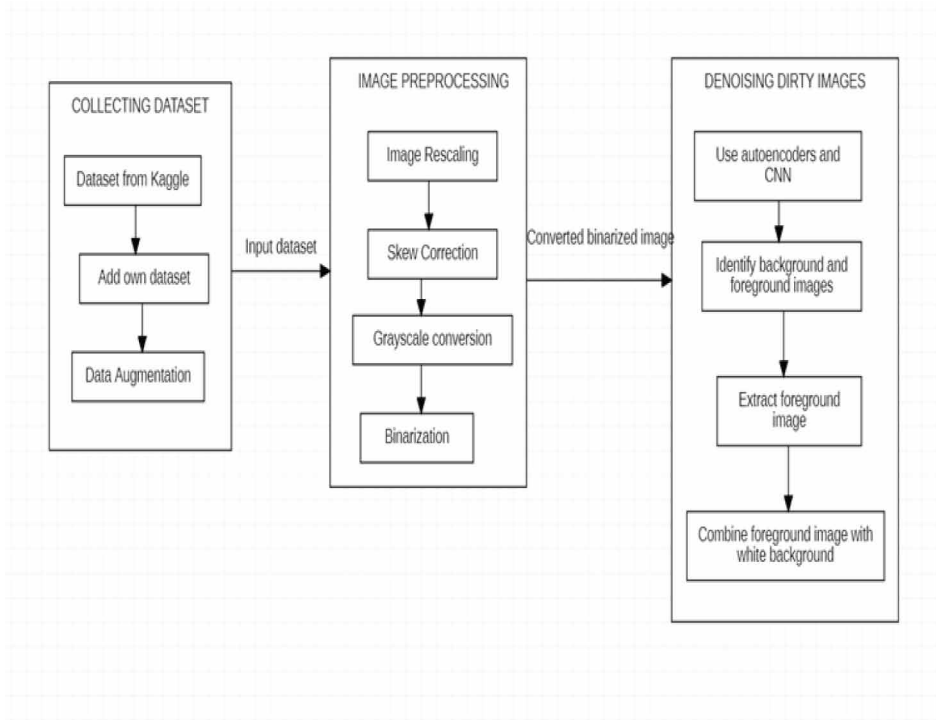 COLLECTING DATASET
Dataset from Kaggle
Add own dataset
Data Augmentation
Input dataset
IMAGE PREPROCESSING
Image Rescaling
Skew Correction
Grayscale conversion
Binarization
Converted binarized image
DENOISING DIRTY IMAGES
Use autoencoders and
CNN
Identify background and
foreground images
Extract foreground
image
Combine foreground image with
white background